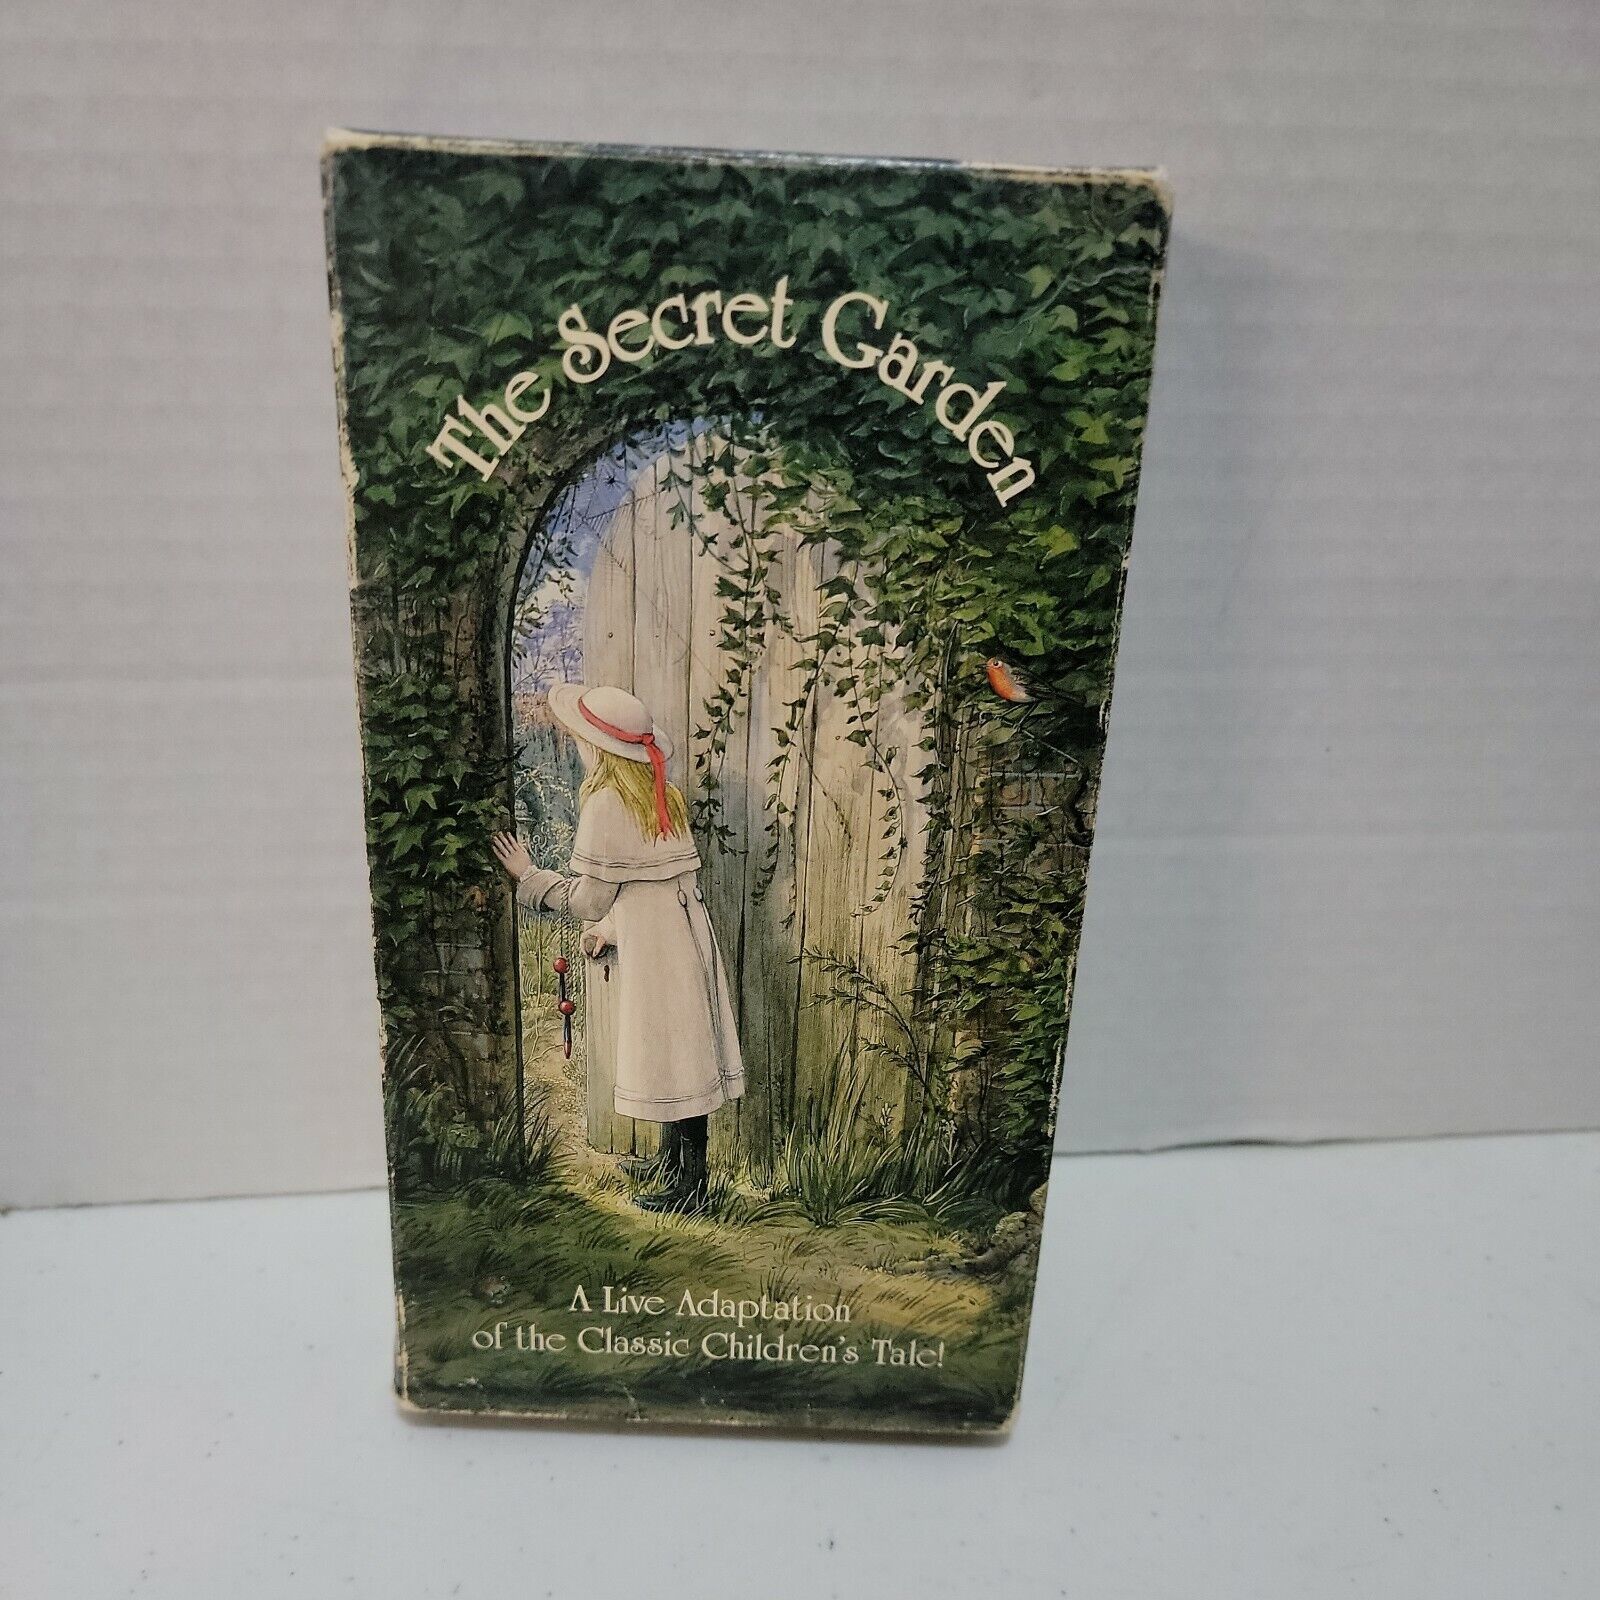 The Secret Garden
A Live Adaptation
of the Classic Children's Tale!